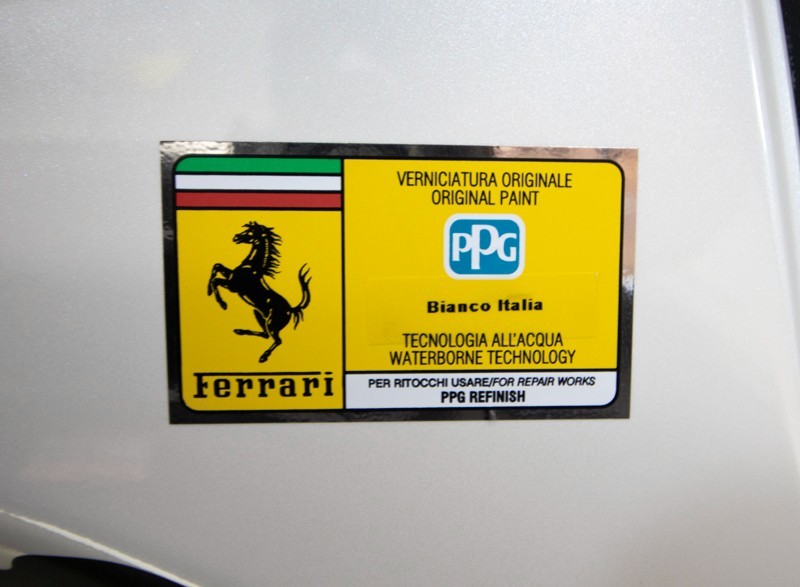 Ferrari
VERNICIATURA ORIGINALE
ORIGINAL PAINT
PPG
Bianco Italia
TECNOLOGIA ALL'ACQUA
WATERBORNE TECHNOLOGY
PER RITOCCHI USARE/FOR REPAIR WORKS
PPG REFINISH